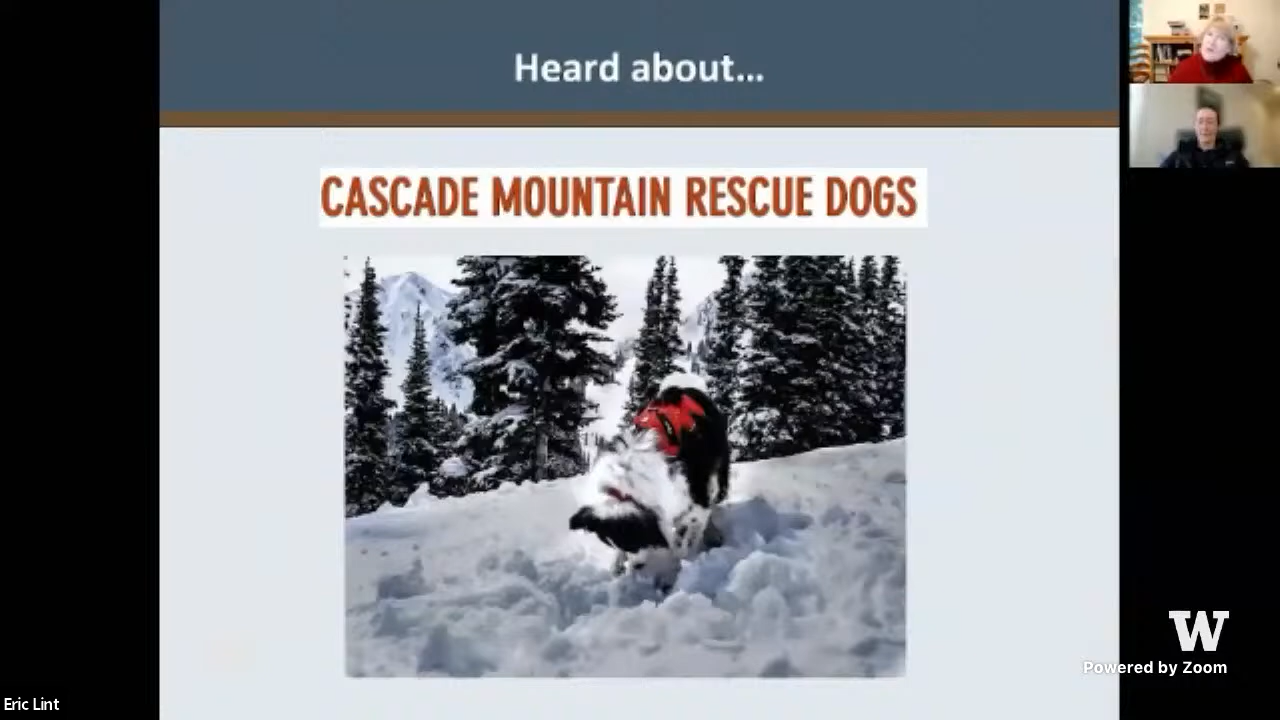 Heard about...
CASCADE MOUNTAIN RESCUE DOGS
W
Powered by Zoom
Eric Lint